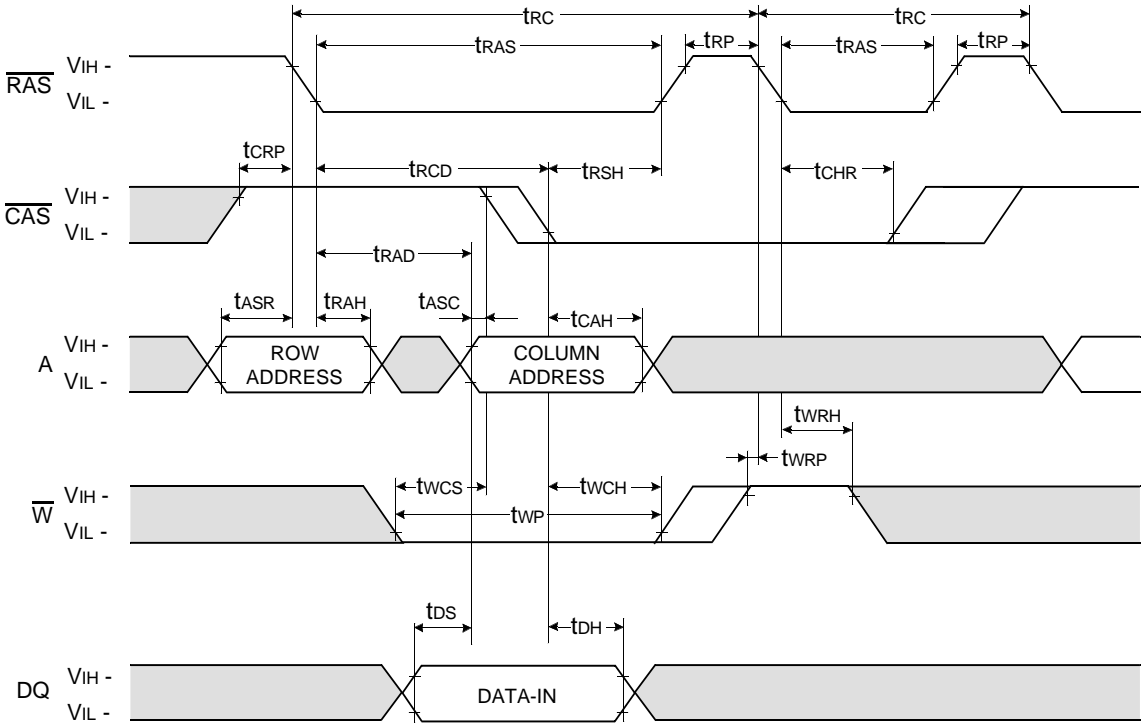 tRC tRC
tRAS tRP tRAS tRP
RAS VIH -
VIL -
tCRP tRCD tRSH tCHR
CAS VIH -
VIL -
tRAD
tASR tRAH tASC tCAH
A VIH -
VIL -
ROW
ADDRESS
COLUMN
ADDRESS
tWRH
tWRP
W VIH -
VIL -
tWCS tWCH
tWP
tDS tDH
DQ VIH -
VIL -
DATA-IN